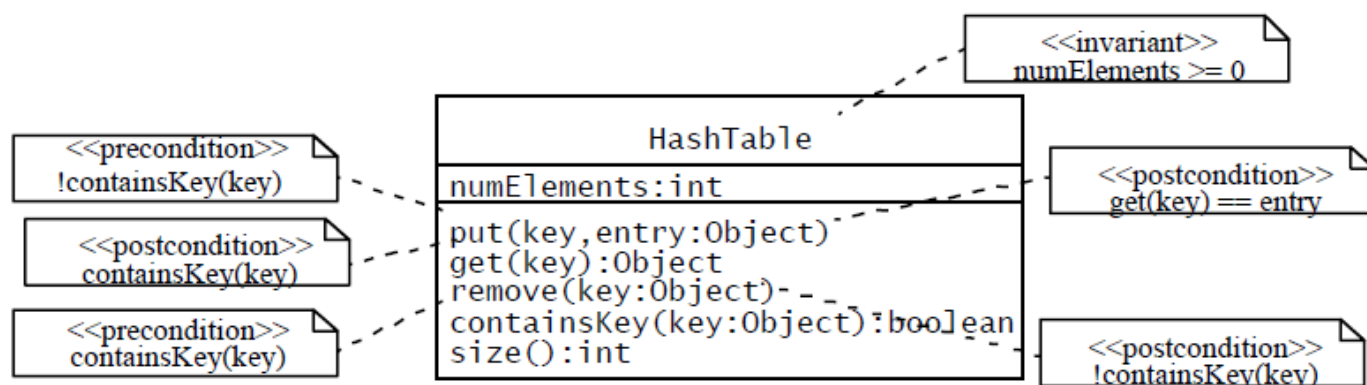 <<invariant>>
numElements >= 0
HashTable
<<precondition>>
!containsKey(key)
numElements:int
<<postcondition>>
get(key) == entry
<<postcondition>>
containsKey(key)
put(key,entry:Object)
get(key):Object
remove(key:Object)
containsKey(key:Object):boolean
size():int
<<precondition>>
containsKey(key)
<<postcondition>>
!containsKey(key)